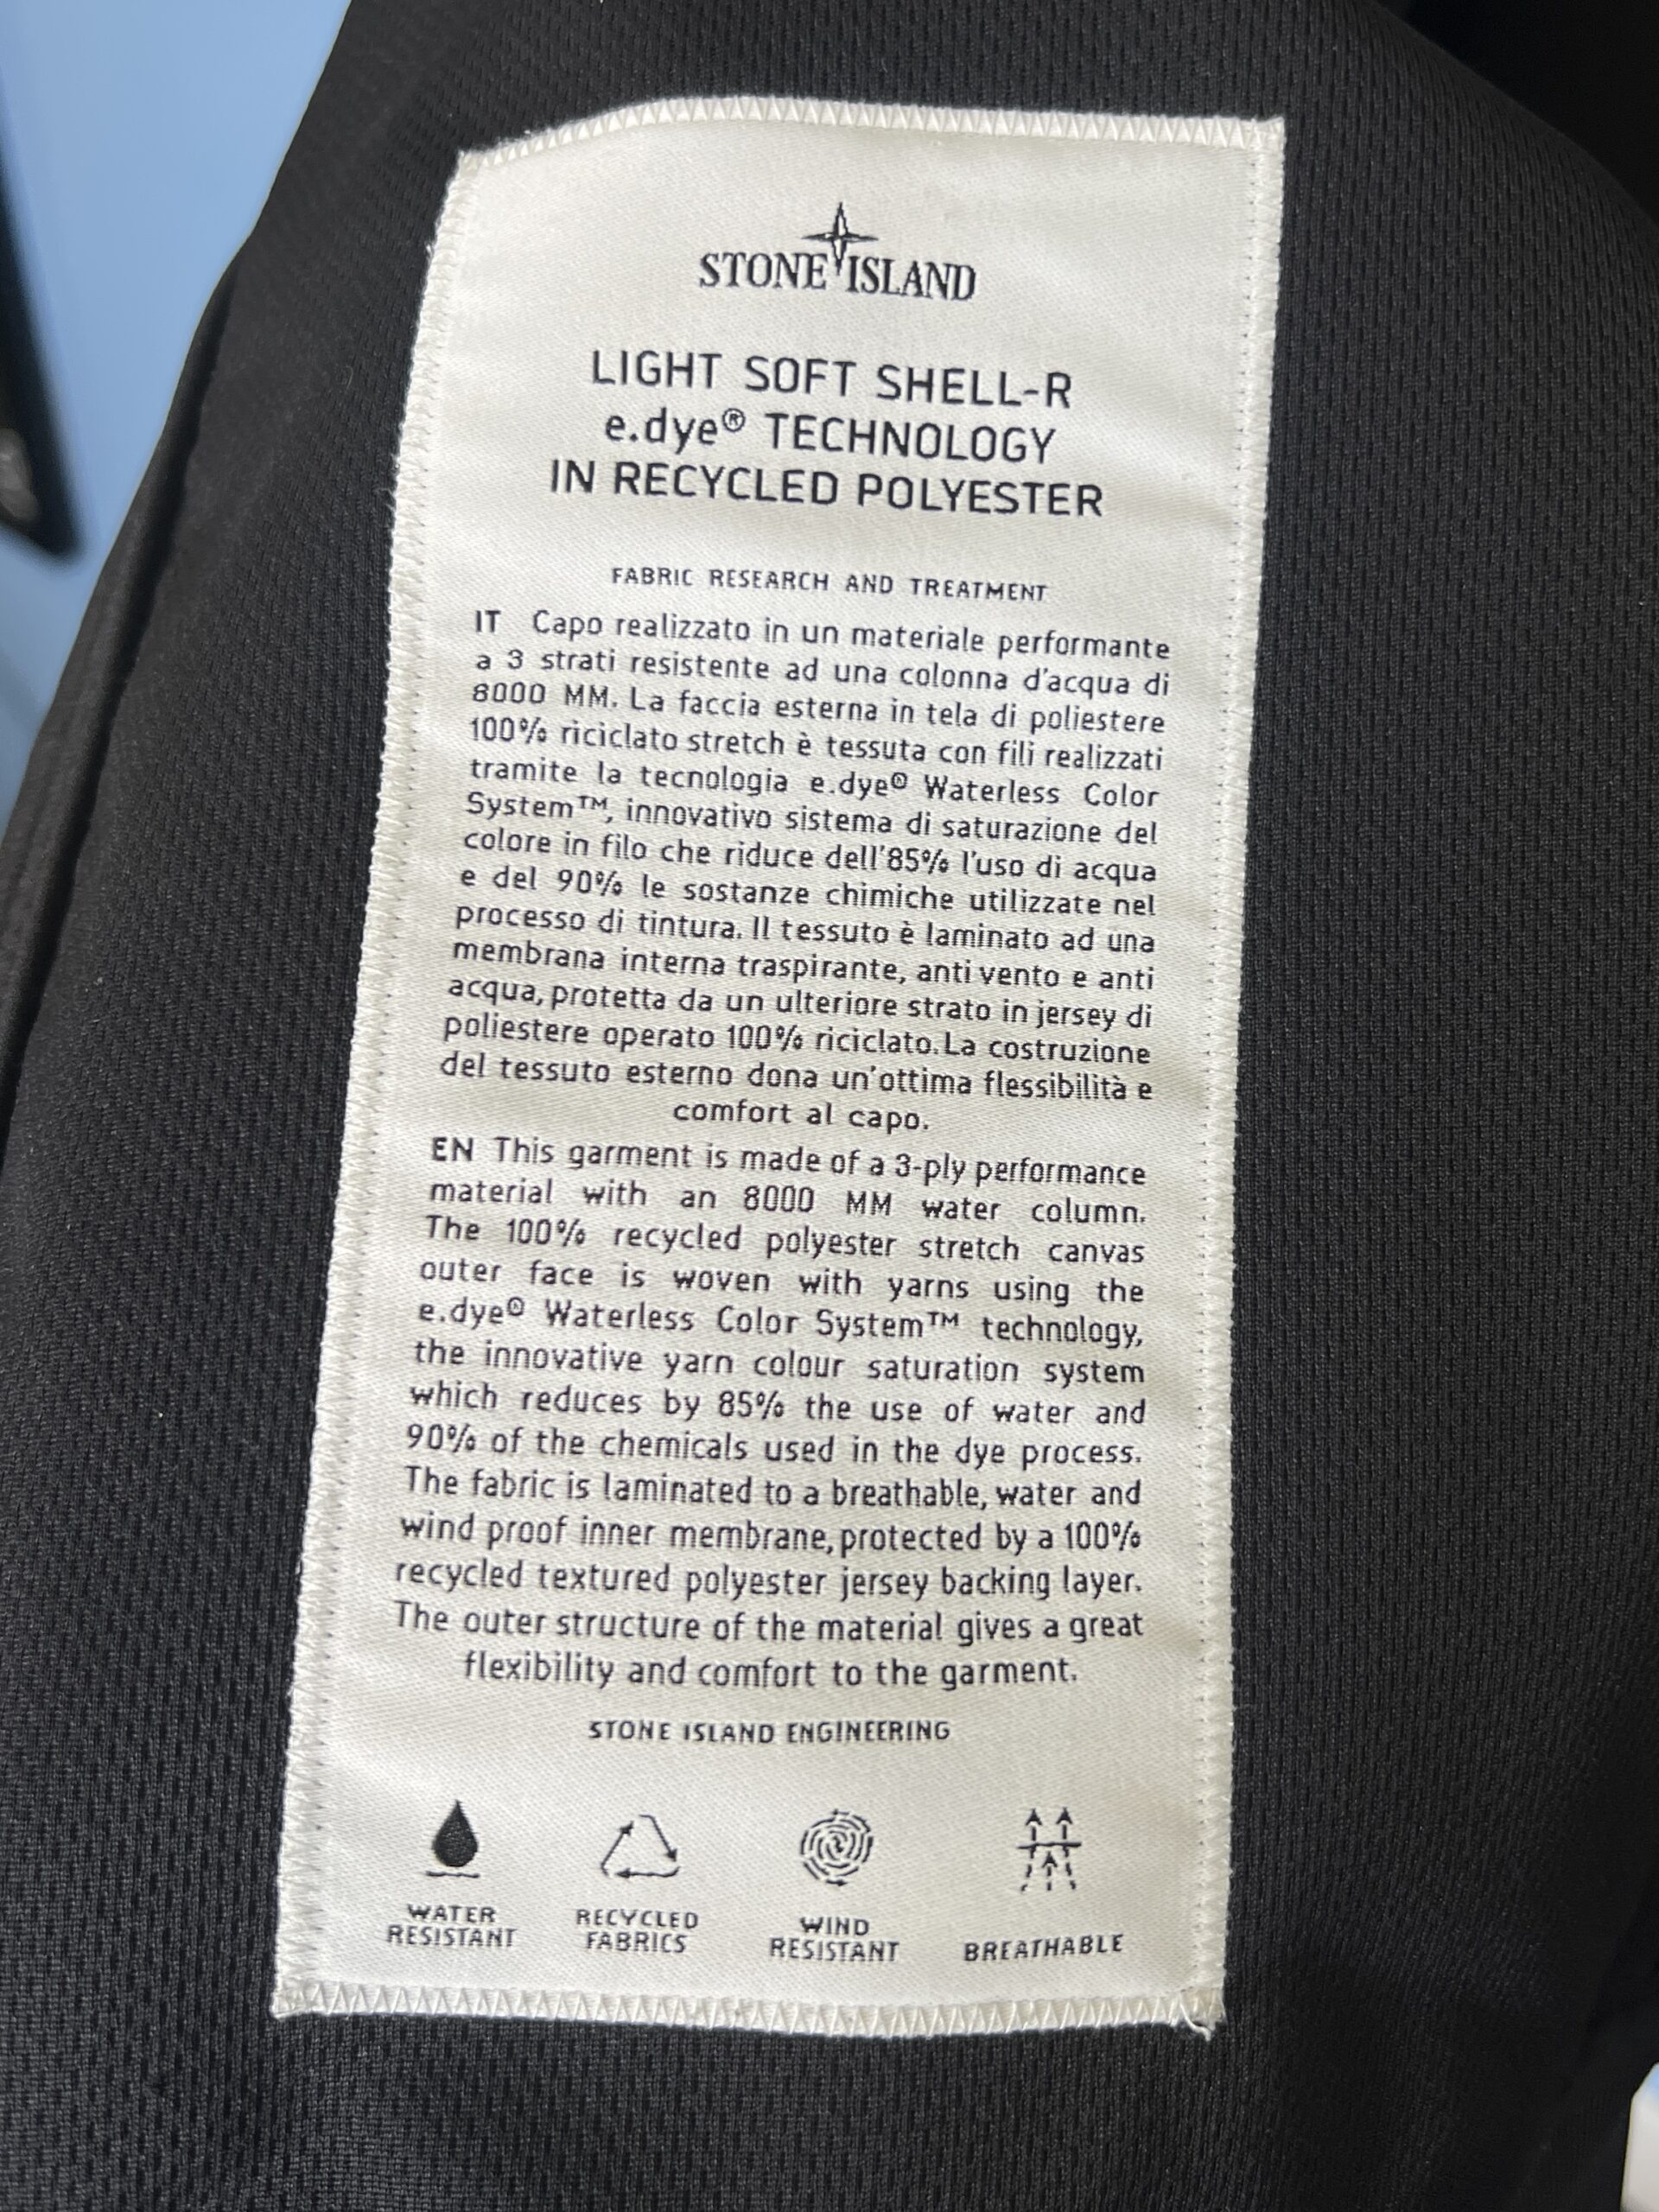 STONE ISLAND
LIGHT SOFT SHELL-R
e.dye® TECHNOLOGY
IN RECYCLED POLYESTER
FABRIC RESEARCH AND TREATMENT
IT Capo realizzato in un materiale performante
a 3 strati resistente ad una colonna d'acqua di
8000 MM. La faccia esterna in tela di poliestere
100% riciclato stretch è tessuta con fili realizzati
tramite la tecnologia e.dye® Waterless Color
System™, innovativo sistema di saturazione del
colore in filo che riduce dell'85% l'uso di acqua
e del 90% le sostanze chimiche utilizzate nel
processo di tintura. Il tessuto è laminato ad una
membrana interna traspirante, anti vento e anti
acqua, protetta da un ulteriore strato in jersey di
poliestere operato 100% riciclato. La costruzione
del tessuto esterno dona un'ottima flessibilità e
comfort al capo.
EN This garment is made of a 3-ply performance
material with an 8000 MM water column.
The 100% recycled polyester stretch canvas
outer face is woven with yarns using the
e.dye® Waterless Color System™ technology,
the innovative yarn colour saturation system
which reduces by 85% the use of water and
90% of the chemicals used in the dye process.
The fabric is laminated to a breathable, water and
wind proof inner membrane, protected by a 100%
recycled textured polyester jersey backing layer.
The outer structure of the material gives a great
flexibility and comfort to the garment.
STONE ISLAND ENGINEERING
WATER
RESISTANT
RECYCLED
FABRICS
WIND
RESISTANT
BREATHABLE